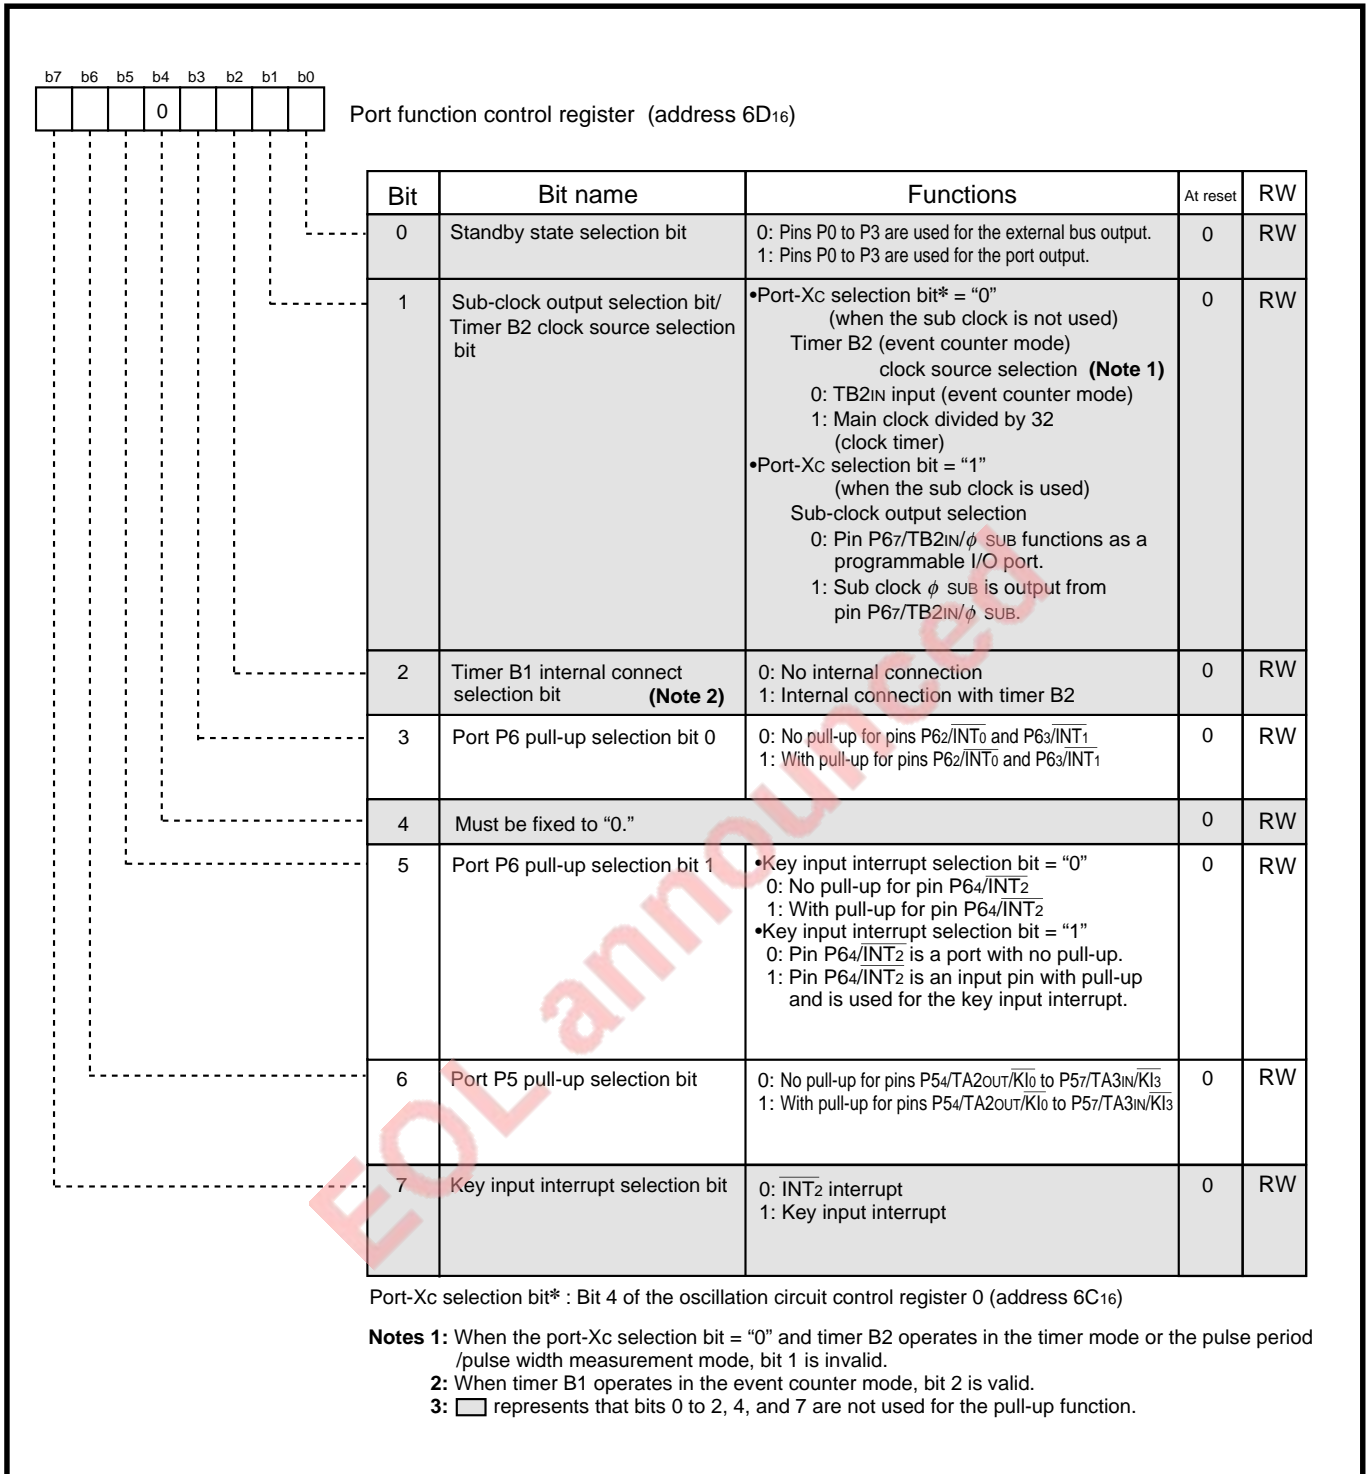 b7 b6 b5 b4 b3 b2 b1 b0
0
Port function control register (address 6D16)
Bit Bit name Functions At reset RW
0 Standby state selection bit 0: Pins P0 to P3 are used for the external bus output. 0 RW
1: Pins P0 to P3 are used for the port output.
1 Sub-clock output selection bit/ •Port-XC selection bit* = “0” 0 RW
Timer B2 clock source selection (when the sub clock is not used)
bit Timer B2 (event counter mode)
clock source selection (Note 1)
0: TB2IN input (event counter mode)
1: Main clock divided by 32
(clock timer)
•Port-XC selection bit = “1”
(when the sub clock is used)
Sub-clock output selection
0: Pin P67/TB2IN/ϕ SUB functions as a
programmable I/O port.
1: Sub clock ϕ SUB is output from
pin P67/TB2IN/ϕ SUB.
2 Timer B1 internal connect 0: No internal connection 0 RW
selection bit (Note 2) 1: Internal connection with timer B2
3 Port P6 pull-up selection bit 0 0: No pull-up for pins P62/INT0 and P63/INT1 0 RW
1: With pull-up for pins P62/INT0 and P63/INT1
4 Must be fixed to “0.” 0 RW
5 Port P6 pull-up selection bit 1 •Key input interrupt selection bit = “0” 0 RW
0: No pull-up for pin P64/INT2
1: With pull-up for pin P64/INT2
•Key input interrupt selection bit = “1”
0: Pin P64/INT2 is a port with no pull-up.
1: Pin P64/INT2 is an input pin with pull-up
and is used for the key input interrupt.
6 Port P5 pull-up selection bit 0: No pull-up for pins P54/TA2OUT/KI0 to P57/TA3IN/KI3 0 RW
1: With pull-up for pins P54/TA2OUT/KI0 to P57/TA3IN/KI3
7 Key input interrupt selection bit 0: INT2 interrupt 0 RW
1: Key input interrupt
Port-Xc selection bit* : Bit 4 of the oscillation circuit control register 0 (address 6C16)
Notes 1: When the port-Xc selection bit = “0” and timer B2 operates in the timer mode or the pulse period
/pulse width measurement mode, bit 1 is invalid.
2: When timer B1 operates in the event counter mode, bit 2 is valid.
3: represents that bits 0 to 2, 4, and 7 are not used for the pull-up function.
EOL announced